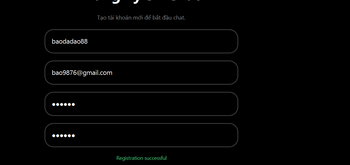 Tạo tài khoản mới để bắt đầu chat.
baodadao88
bao9876@gmail.com
●●●●●●
●●●●●●
Registration successful